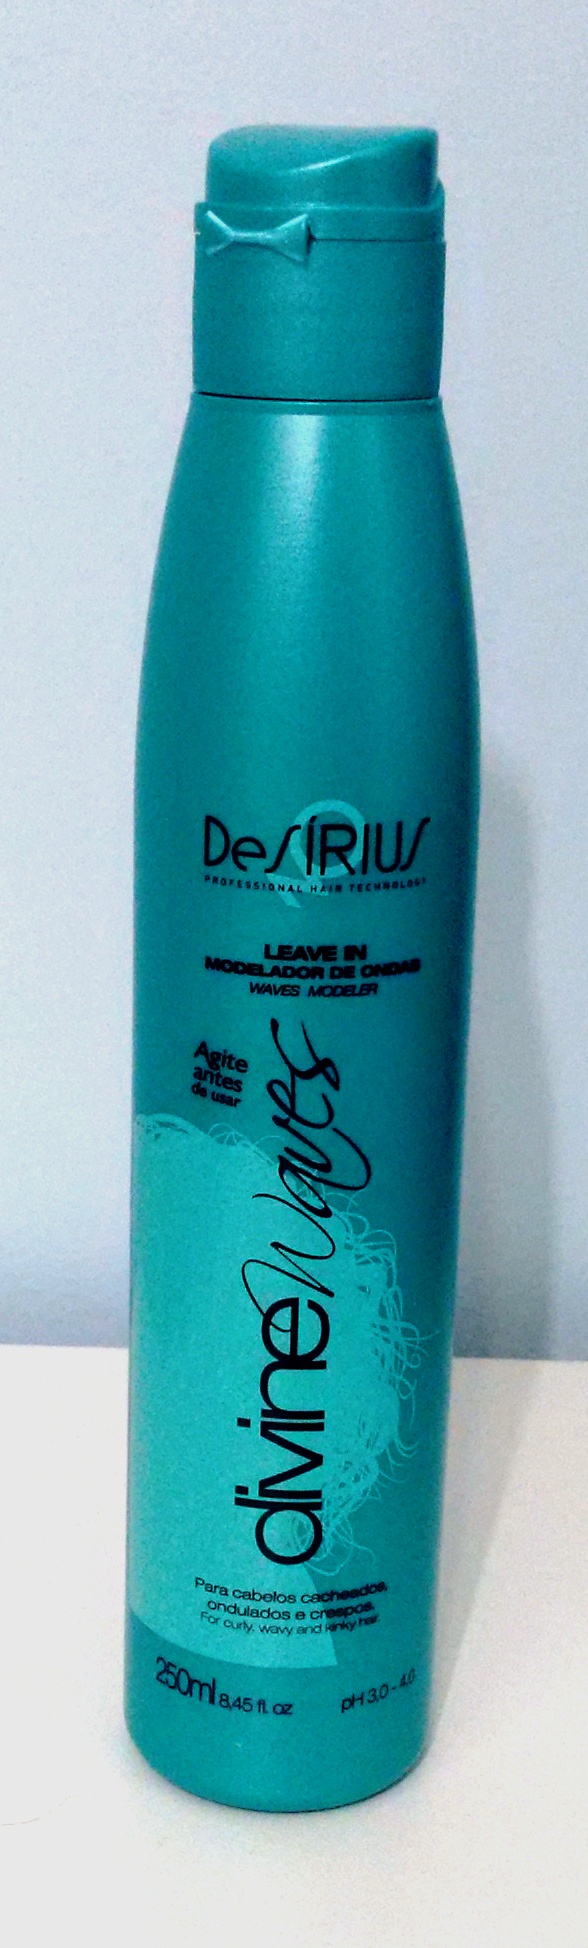 DeSÍRIUS
PROFESSIONAL HAIR TECHNOLOGY
LEAVE IN
MODELADOR DE ONDAS
WAVES MODELER
Agite
antes
de usar
divine Waves
Para cabelos cacheados,
ondulados e crespos.
For curly, wavy and kinky hair.
250ml 8,45 fl. oz
pH 3,0 - 4,0